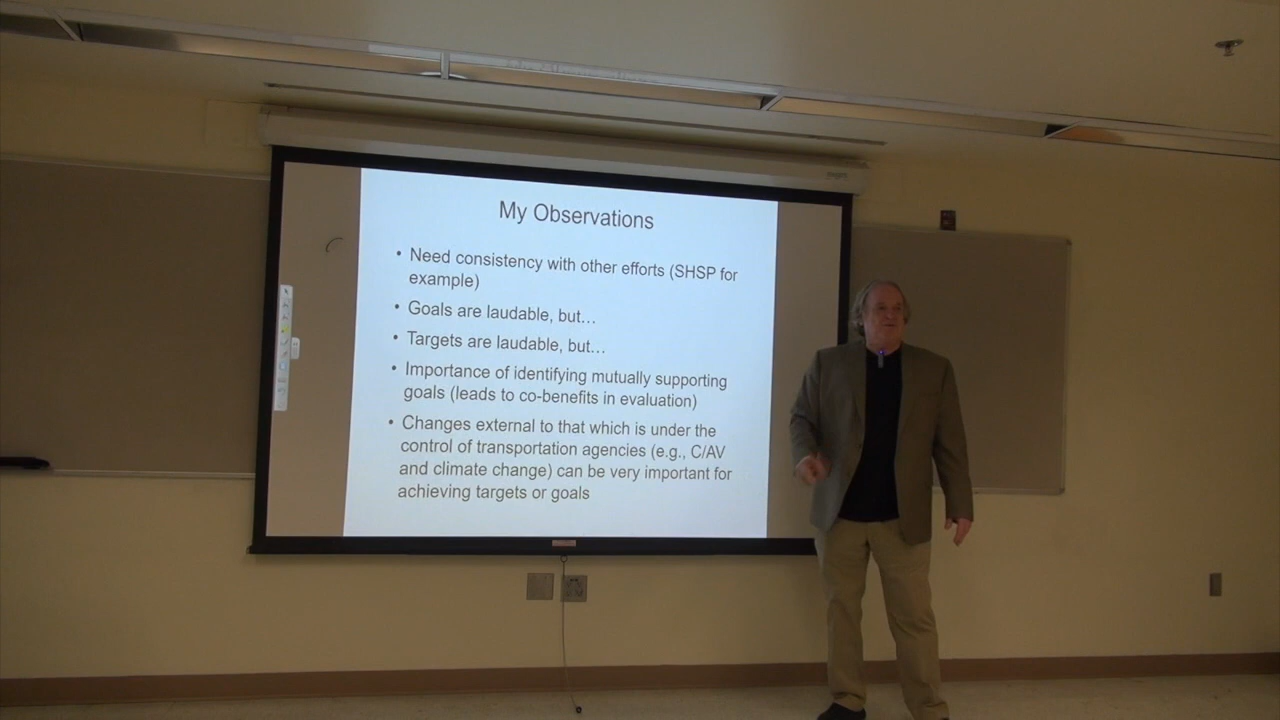 My Observations
• Need consistency with other efforts (SHSP for
example)
• Goals are laudable, but...
• Targets are laudable, but...
• Importance of identifying mutually supporting
goals (leads to co-benefits in evaluation)
• Changes external to that which is under the
control of transportation agencies (e.g., C/AV
and climate change) can be very important for
achieving targets or goals